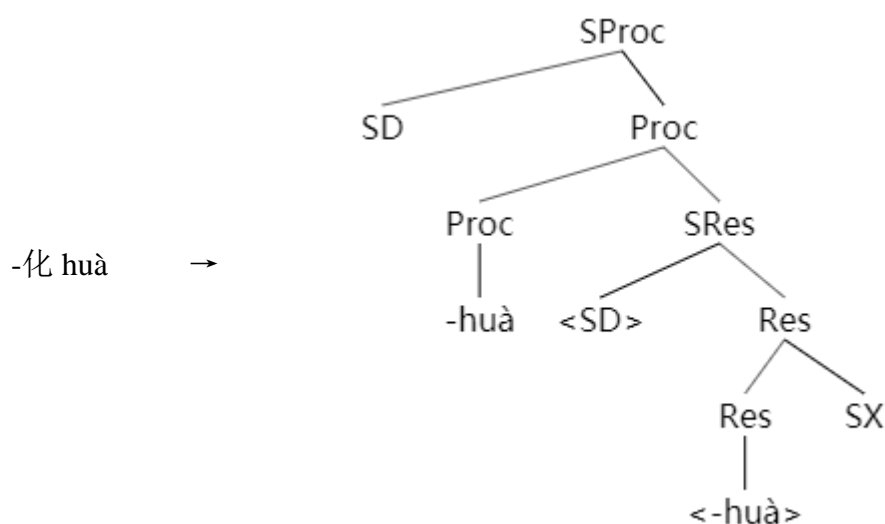 SProc
SD Proc
Proc SRes
-化 huà → -huà <SD> Res
Res SX
<-huà>